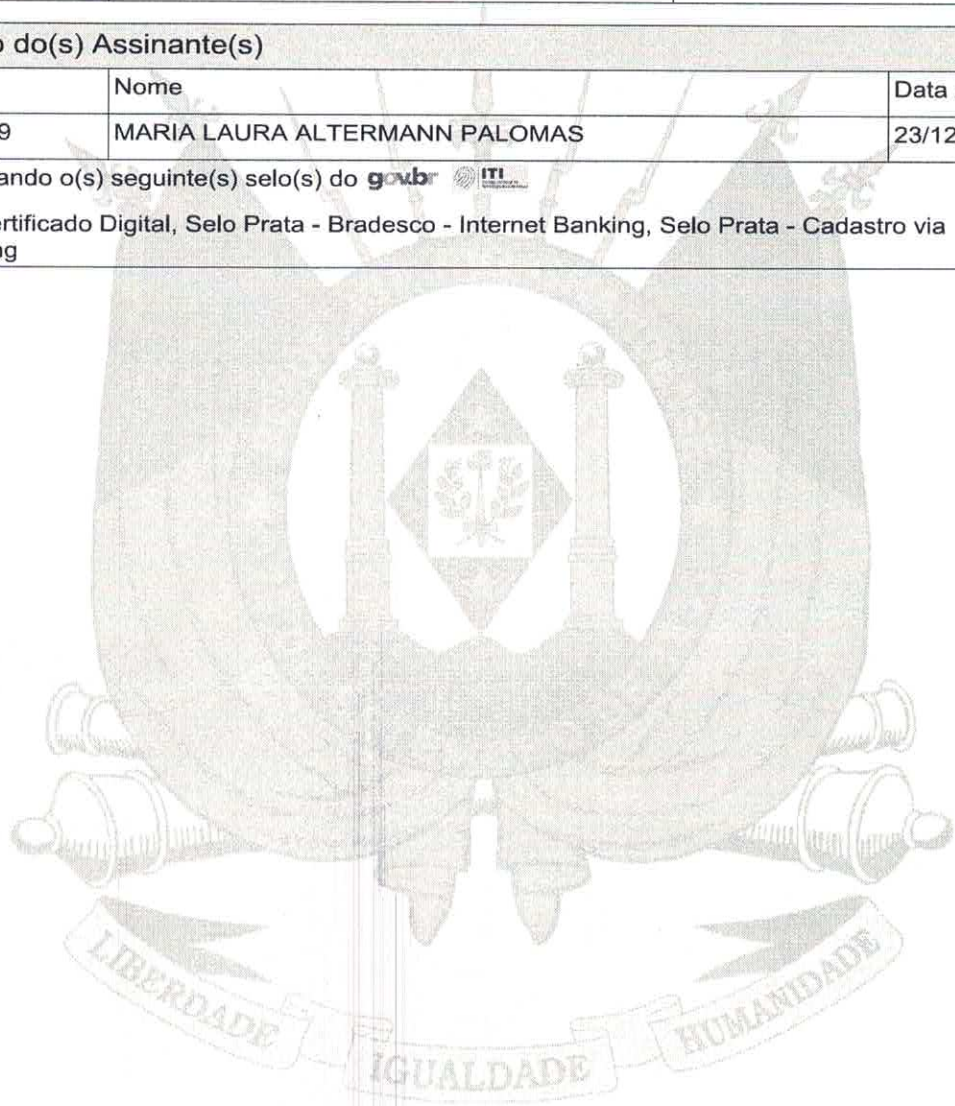 o do(s) Assinante(s)
Nome Data
9 MARIA LAURA ALTERMANN PALOMAS 23/12
ando o(s) seguinte(s) selo(s) do gov.br ITI
ertificado Digital, Selo Prata - Bradesco - Internet Banking, Selo Prata - Cadastro via
ng
LIBERDADE IGUALDADE HUMANIDADE